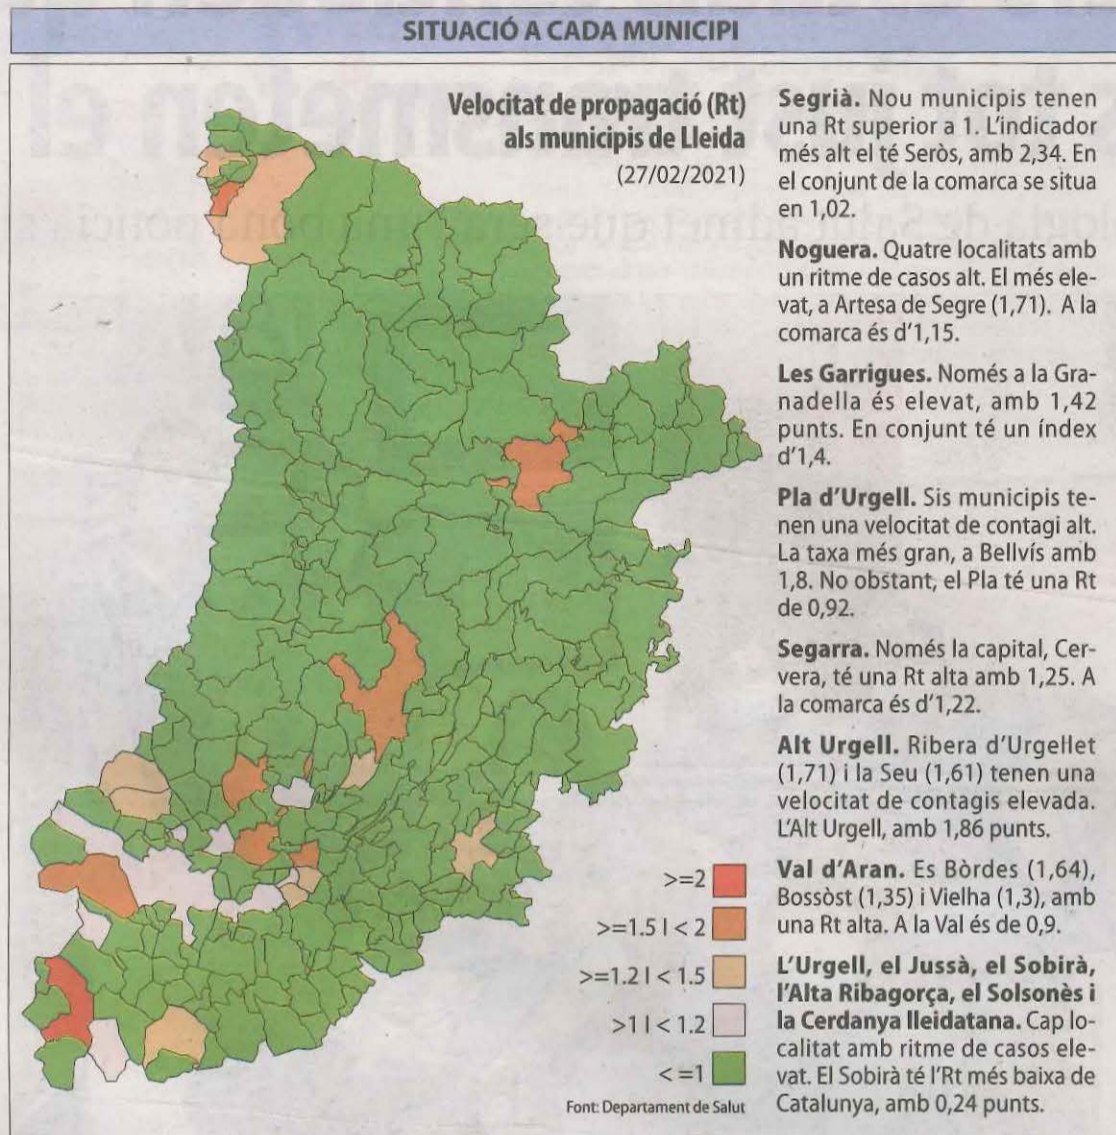 SITUACIÓ A CADA MUNICIPI
Velocitat de propagació (Rt)
als municipis de Lleida
(27/02/2021)
Segrià. Nou municipis tenen
una Rt superior a 1. L'indicador
més alt el té Seròs, amb 2,34. En
el conjunt de la comarca se situa
en 1,02.
Noguera. Quatre localitats amb
un ritme de casos alt. El més ele-
vat, a Artesa de Segre (1,71). A la
comarca és d'1,15.
Les Garrigues. Només a la Gra-
nadella és elevat, amb 1,42
punts. En conjunt té un índex
d'1,4.
Pla d'Urgell. Sis municipis te-
nen una velocitat de contagi alt.
La taxa més gran, a Bellvís amb
1,8. No obstant, el Pla té una Rt
de 0,92.
Segarra. Només la capital, Cer-
vera, té una Rt alta amb 1,25. A
la comarca és d'1,22.
Alt Urgell. Ribera d'Urgellet
(1,71) i la Seu (1,61) tenen una
velocitat de contagis elevada.
L'Alt Urgell, amb 1,86 punts.
Val d'Aran. Es Bòrdes (1,64),
Bossòst (1,35) i Vielha (1,3), amb
una Rt alta. A la Val és de 0,9.
L'Urgell, el Jussà, el Sobirà,
l'Alta Ribagorça, el Solsonès i
la Cerdanya lleidatana. Cap lo-
calitat amb ritme de casos ele-
vat. El Sobirà té l'Rt més baixa de
Catalunya, amb 0,24 punts.
>=2
>=1.5 I < 2
>=1.2 I < 1.5
>1 I < 1.2
< =1
Font: Departament de Salut